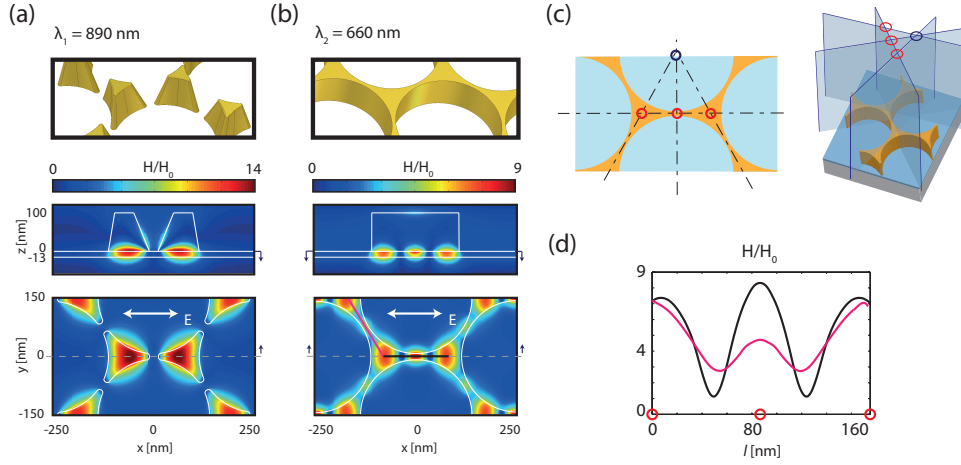 (a)
λ₁ = 890 nm
H/H₀
0
14
z [nm]
100
0
-13
y [nm]
150
0
-150
E
-250
0
250
x [nm]
(b)
λ₂ = 660 nm
H/H₀
0
9
E
-250
0
250
x [nm]
(c)
(d)
H/H₀
9
4
0
0
80
160
l [nm]